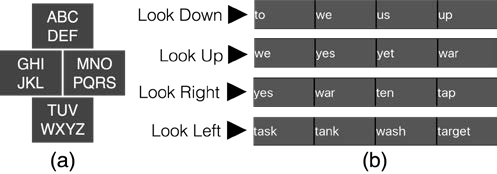 ABC
DEF
GHI
JKL
MNO
PQRS
TUV
WXYZ
(a)
Look Down to we us up
Look Up we yes yet war
Look Right yes war ten tap
Look Left task tank wash target
(b)